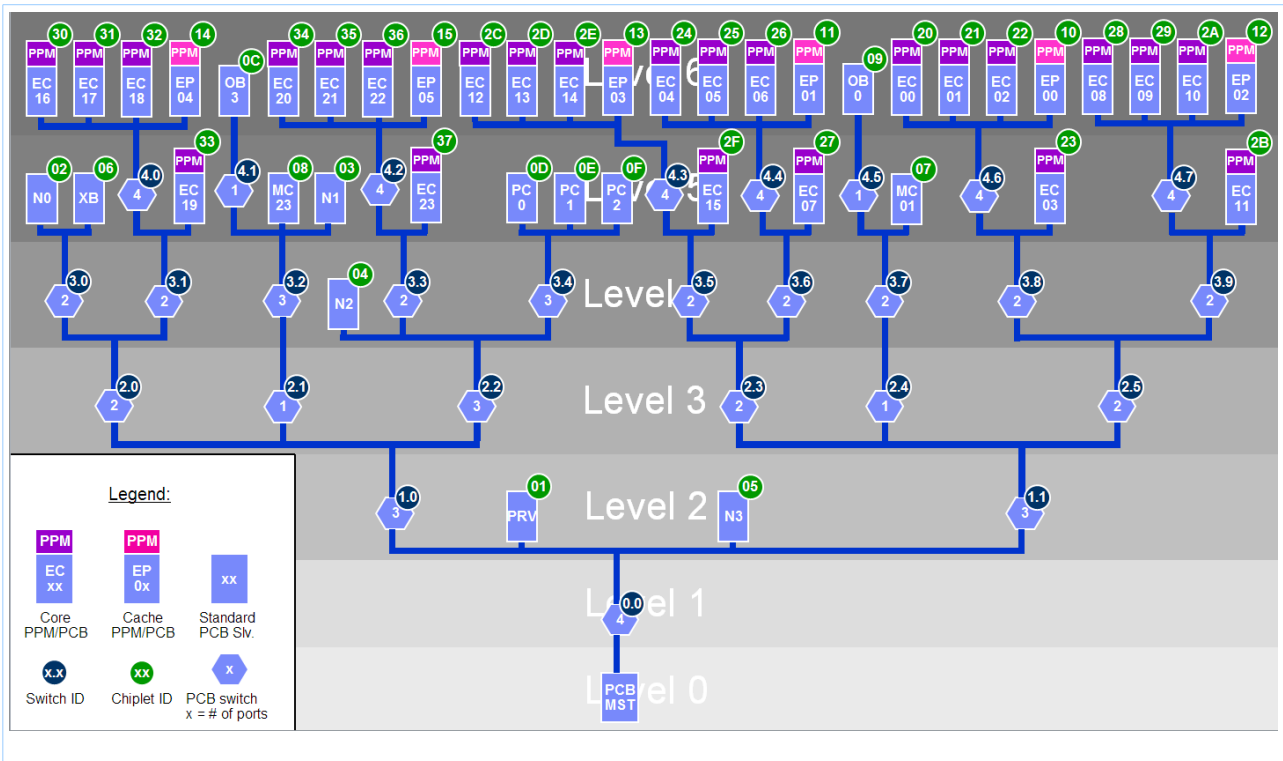 30 31 32 14 0C 34 35 36 15 2C 2D 2E 13 24 25 26 11 09 20 21 22 10 28 29 2A 12
PPM PPM PPM PPM PPM PPM PPM PPM PPM PPM PPM PPM PPM PPM PPM PPM PPM PPM PPM PPM PPM PPM PPM PPM
EC EC EC EP OB EC EC EC EP EC EC EC EP EC EC EC EP OB EC EC EC EP EC EC EC EP
16 17 18 04 3 20 21 22 05 12 13 14 03 04 05 06 01 0 00 01 02 00 08 09 10 02
Level 6
02 06 4.0 33 4.1 08 03 4.2 37 0D 0E 0F 4.3 2F 4.4 27 4.5 07 4.6 23 4.7 2B
PPM PPM PPM PPM PPM PPM
N0 XB 4 EC 1 MC N1 4 EC PC PC PC 4 EC 4 EC 1 MC 4 EC 4 EC
19 23 23 0 1 2 15 07 01 03 11
Level 5
3.0 3.1 3.2 04 3.3 3.4 3.5 3.6 3.7 3.8 3.9
2 2 3 N2 2 3 2 2 2 2 2
Level
2.0 2.1 2.2 2.3 2.4 2.5
2 1 3 2 1 2
Level 3
1.0 01 05 1.1
3 PRV N3 3
Level 2
0.0
4
Level 1
PCB
MST
Level 0
Legend:
PPM PPM
EC EP xx
xx 0x
Core Cache Standard
PPM/PCB PPM/PCB PCB Slv.
x.x xx x
Switch ID Chiplet ID PCB switch
x = # of ports